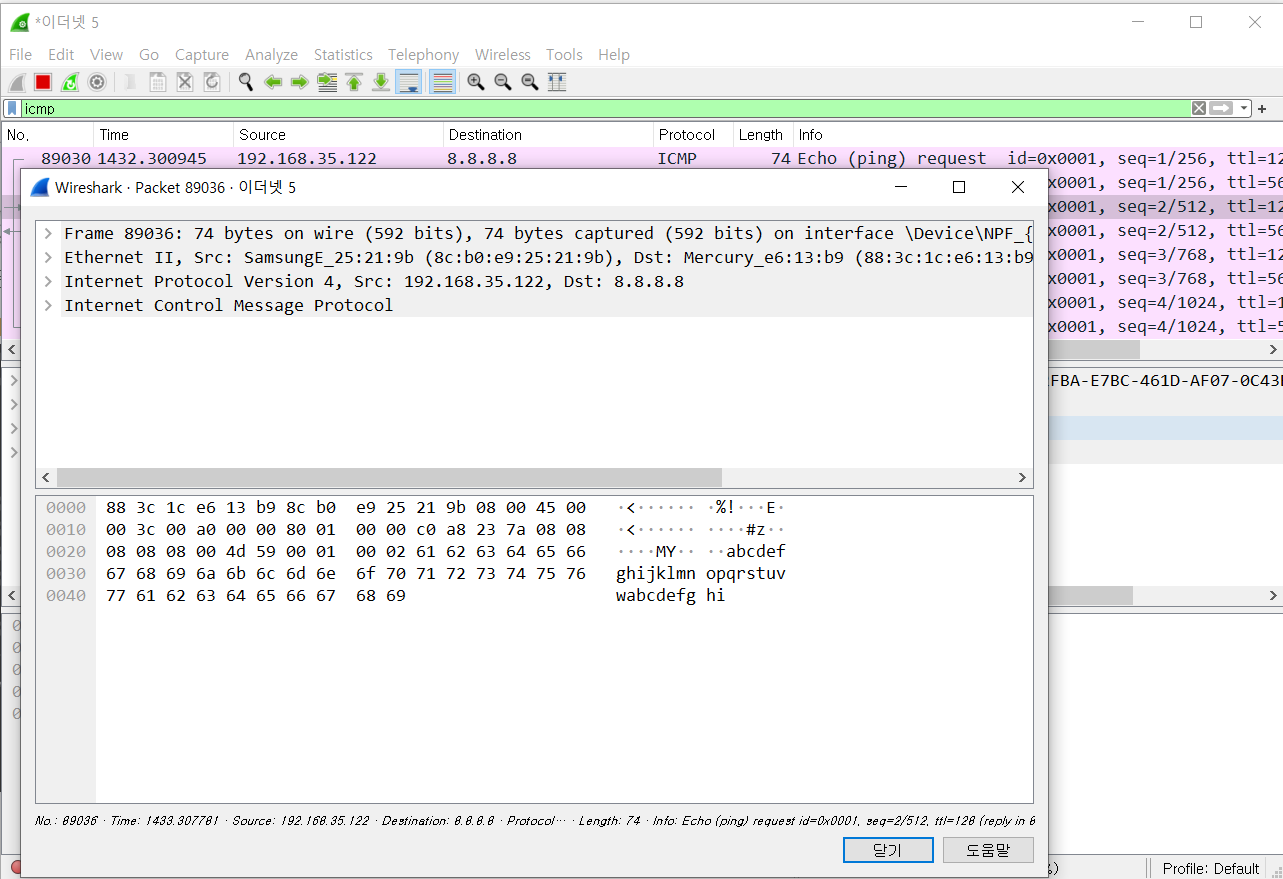 *이더넷 5
File Edit View Go Capture Analyze Statistics Telephony Wireless Tools Help
icmp
No. Time Source Destination Protocol Length Info
89030 1432.300945 192.168.35.122 8.8.8.8 ICMP 74 Echo (ping) request id=0x0001, seq=1/256, ttl=12
x0001, seq=1/256, ttl=56
x0001, seq=2/512, ttl=12
x0001, seq=2/512, ttl=56
x0001, seq=3/768, ttl=12
x0001, seq=3/768, ttl=56
x0001, seq=4/1024, ttl=1
x0001, seq=4/1024, ttl=5
FBA-E7BC-461D-AF07-0C43
Wireshark · Packet 89036 · 이더넷 5
Frame 89036: 74 bytes on wire (592 bits), 74 bytes captured (592 bits) on interface \Device\NPF_{
Ethernet II, Src: SamsungE_25:21:9b (8c:b0:e9:25:21:9b), Dst: Mercury_e6:13:b9 (88:3c:1c:e6:13:b9
Internet Protocol Version 4, Src: 192.168.35.122, Dst: 8.8.8.8
Internet Control Message Protocol
0000 88 3c 1c e6 13 b9 8c b0 e9 25 21 9b 08 00 45 00 ·<······ ·%!···E·
0010 00 3c 00 a0 00 00 80 01 00 00 c0 a8 23 7a 08 08 ·<······ ····#z··
0020 08 08 08 00 4d 59 00 01 00 02 61 62 63 64 65 66 ····MY·· ··abcdef
0030 67 68 69 6a 6b 6c 6d 6e 6f 70 71 72 73 74 75 76 ghijklmn opqrstuv
0040 77 61 62 63 64 65 66 67 68 69 wabcdefg hi
No.: 89036 · Time: 1433.307781 · Source: 192.168.35.122 · Destination: 8.8.8.8 · Protocol··· · Length: 74 · Info: Echo (ping) request id=0x0001, seq=2/512, ttl=128 (reply in 8
닫기 도움말
%) Profile: Default